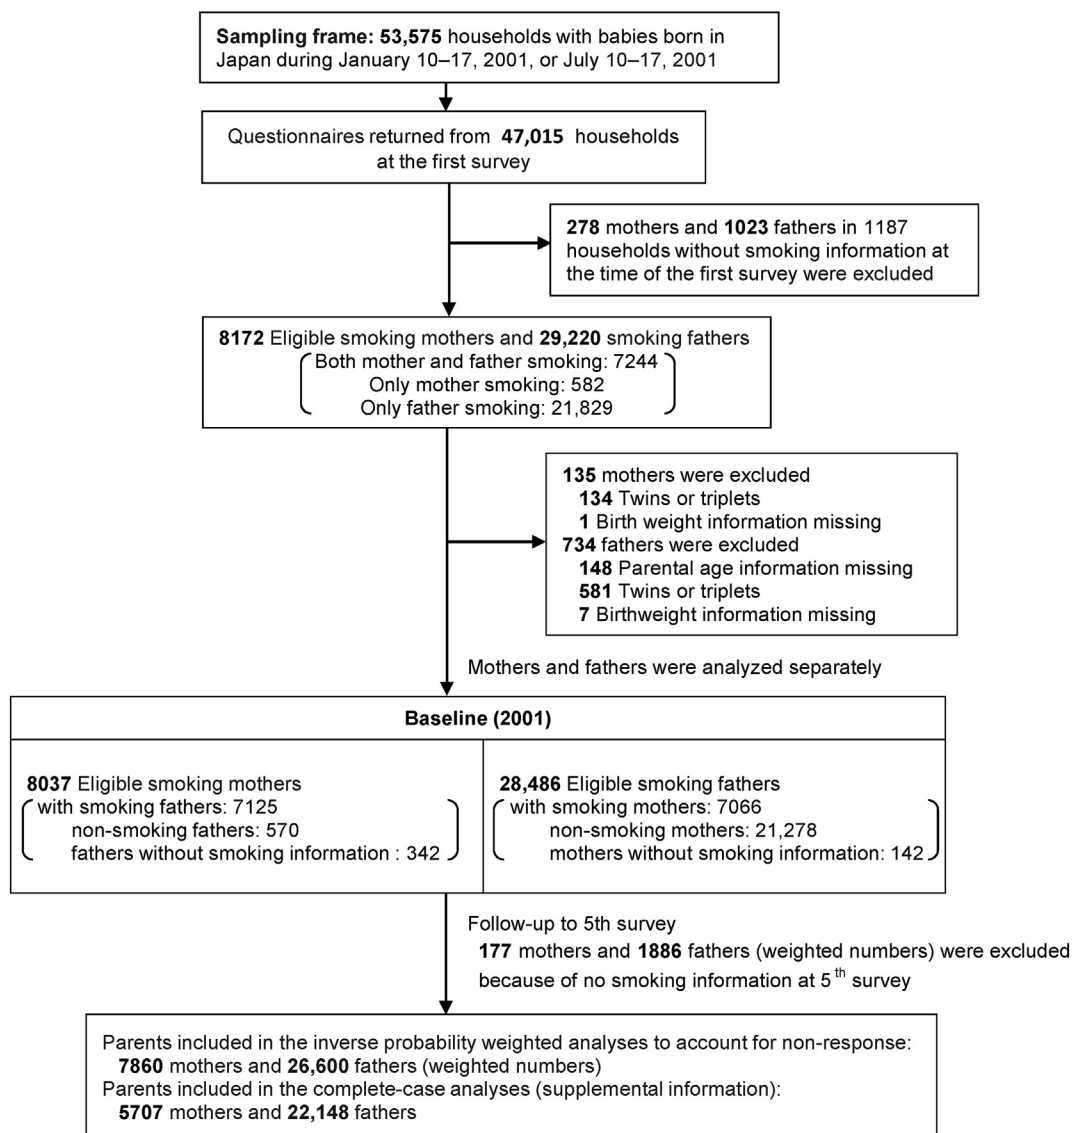 Sampling frame: 53,575 households with babies born in
Japan during January 10–17, 2001, or July 10–17, 2001
Questionnaires returned from 47,015 households
at the first survey
278 mothers and 1023 fathers in 1187
households without smoking information at
the time of the first survey were excluded
8172 Eligible smoking mothers and 29,220 smoking fathers
Both mother and father smoking: 7244
Only mother smoking: 582
Only father smoking: 21,829
135 mothers were excluded
134 Twins or triplets
1 Birth weight information missing
734 fathers were excluded
148 Parental age information missing
581 Twins or triplets
7 Birthweight information missing
Mothers and fathers were analyzed separately
Baseline (2001)
8037 Eligible smoking mothers
with smoking fathers: 7125
non-smoking fathers: 570
fathers without smoking information : 342
28,486 Eligible smoking fathers
with smoking mothers: 7066
non-smoking mothers: 21,278
mothers without smoking information: 142
Follow-up to 5th survey
177 mothers and 1886 fathers (weighted numbers) were excluded
because of no smoking information at 5th survey
Parents included in the inverse probability weighted analyses to account for non-response:
7860 mothers and 26,600 fathers (weighted numbers)
Parents included in the complete-case analyses (supplemental information):
5707 mothers and 22,148 fathers